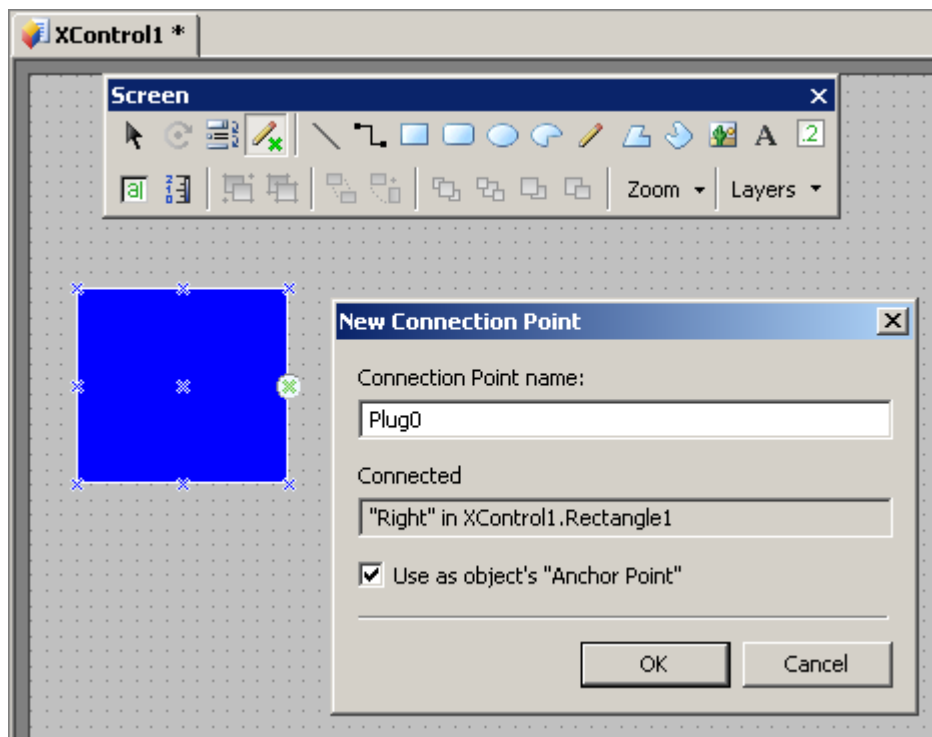 XControl1 *
Screen
A .2
a Zoom Layers
New Connection Point
Connection Point name:
Plug0
Connected
"Right" in XControl1.Rectangle1
Use as object's "Anchor Point"
OK Cancel